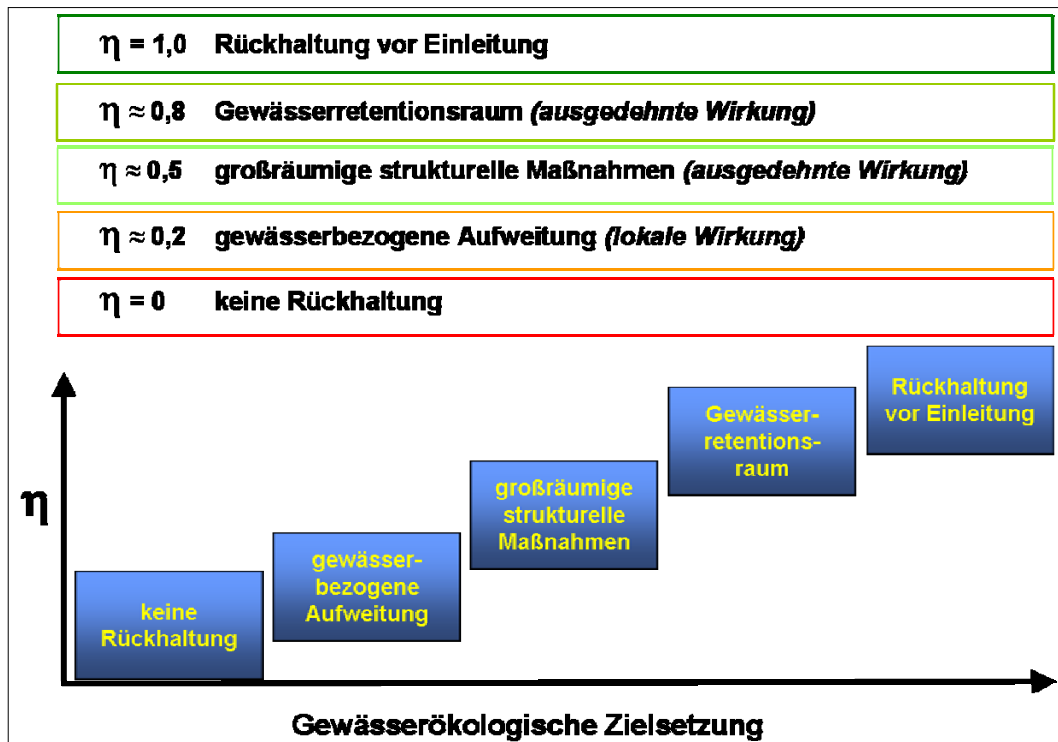 η = 1,0 Rückhaltung vor Einleitung
η ≈ 0,8 Gewässerretentionsraum (ausgedehnte Wirkung)
η ≈ 0,5 großräumige strukturelle Maßnahmen (ausgedehnte Wirkung)
η ≈ 0,2 gewässerbezogene Aufweitung (lokale Wirkung)
η = 0 keine Rückhaltung
η
keine
Rückhaltung
gewässer-
bezogene
Aufweitung
großräumige
strukturelle
Maßnahmen
Gewässer-
retentions-
raum
Rückhaltung
vor Einleitung
Gewässerökologische Zielsetzung